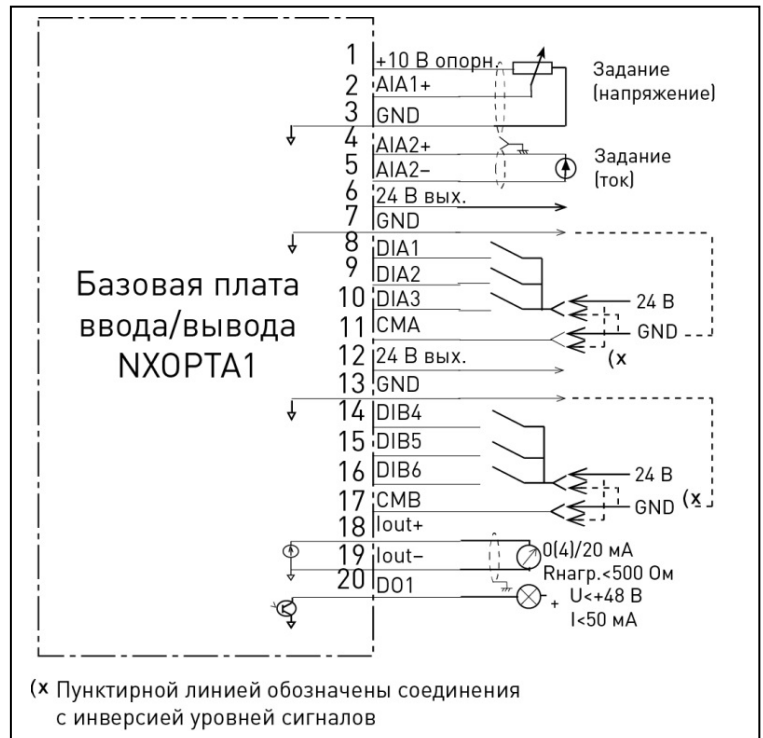 1 +10 В опорн.
2 AIA1+
3 GND
4 AIA2+
5 AIA2–
6 24 В вых.
7 GND
8 DIA1
9 DIA2
10 DIA3
11 CMA
12 24 В вых.
13 GND
14 DIB4
15 DIB5
16 DIB6
17 CMB
18 Iout+
19 Iout–
20 DO1
Базовая плата
ввода/вывода
NXOPTA1
Задание
(напряжение)
Задание
(ток)
24 В
GND
(x
24 В
GND (x
0(4)/20 мА
Rнагр.<500 Ом
+ U<+48 В
I<50 мА
(x Пунктирной линией обозначены соединения
с инверсией уровней сигналов